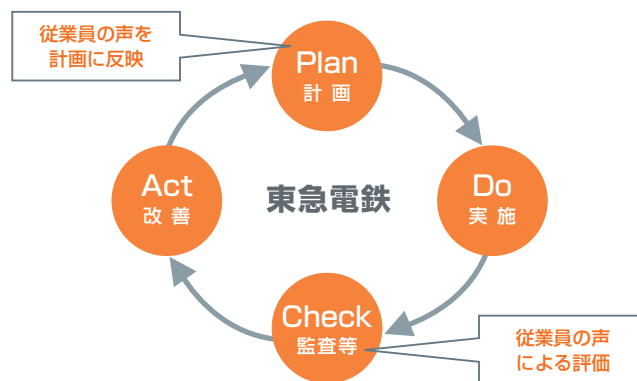 従業員の声を
計画に反映
Plan
計 画
Act
改 善
東急電鉄
Do
実 施
Check
監査等
従業員の声
による評価